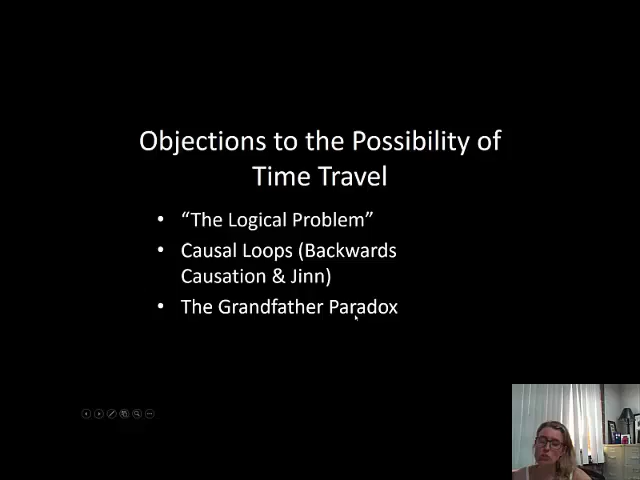 Objections to the Possibility of
Time Travel
• “The Logical Problem”
• Causal Loops (Backwards
Causation & Jinn)
• The Grandfather Paradox